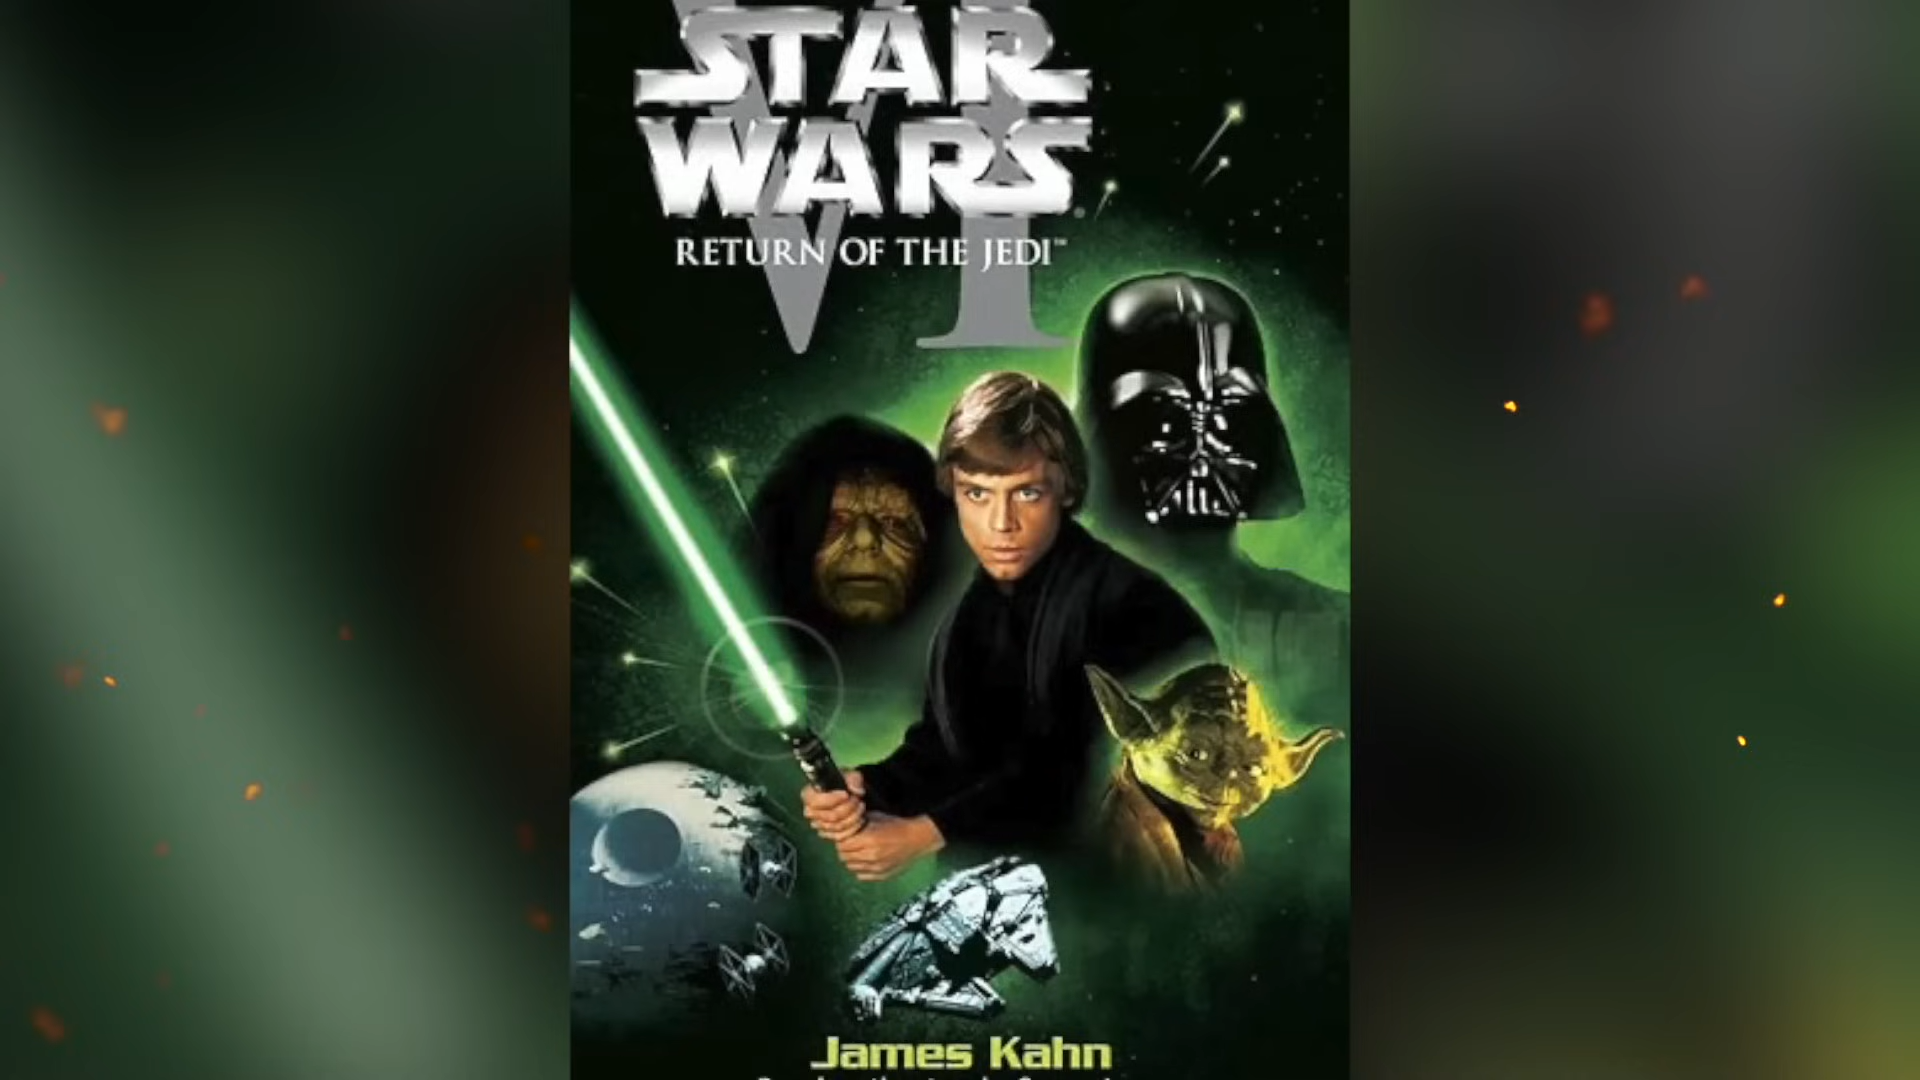 STAR
WARS
VI
RETURN OF THE JEDI™
James Kahn